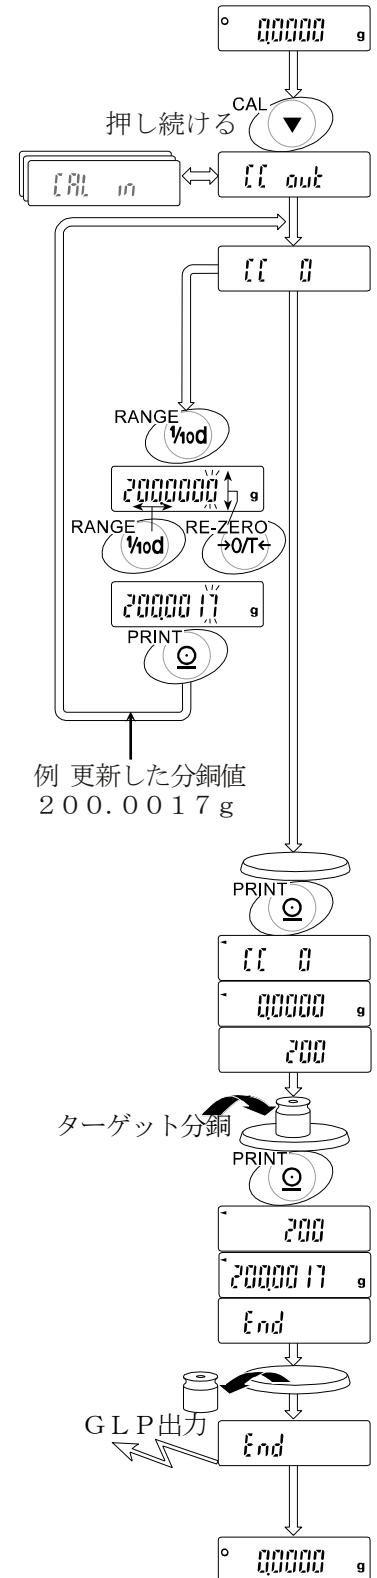 0.0000 g
CAL
押し続ける
CAL in
CC out
CC 0
RANGE
1/10d
200.0000 g
RANGE
RE-ZERO
1/10d
→0/T←
200.0017 g
PRINT
例 更新した分銅値
200.0017g
PRINT
CC 0
0.0000 g
200
ターゲット分銅
PRINT
200
200.0017 g
End
GLP出力
End
0.0000 g